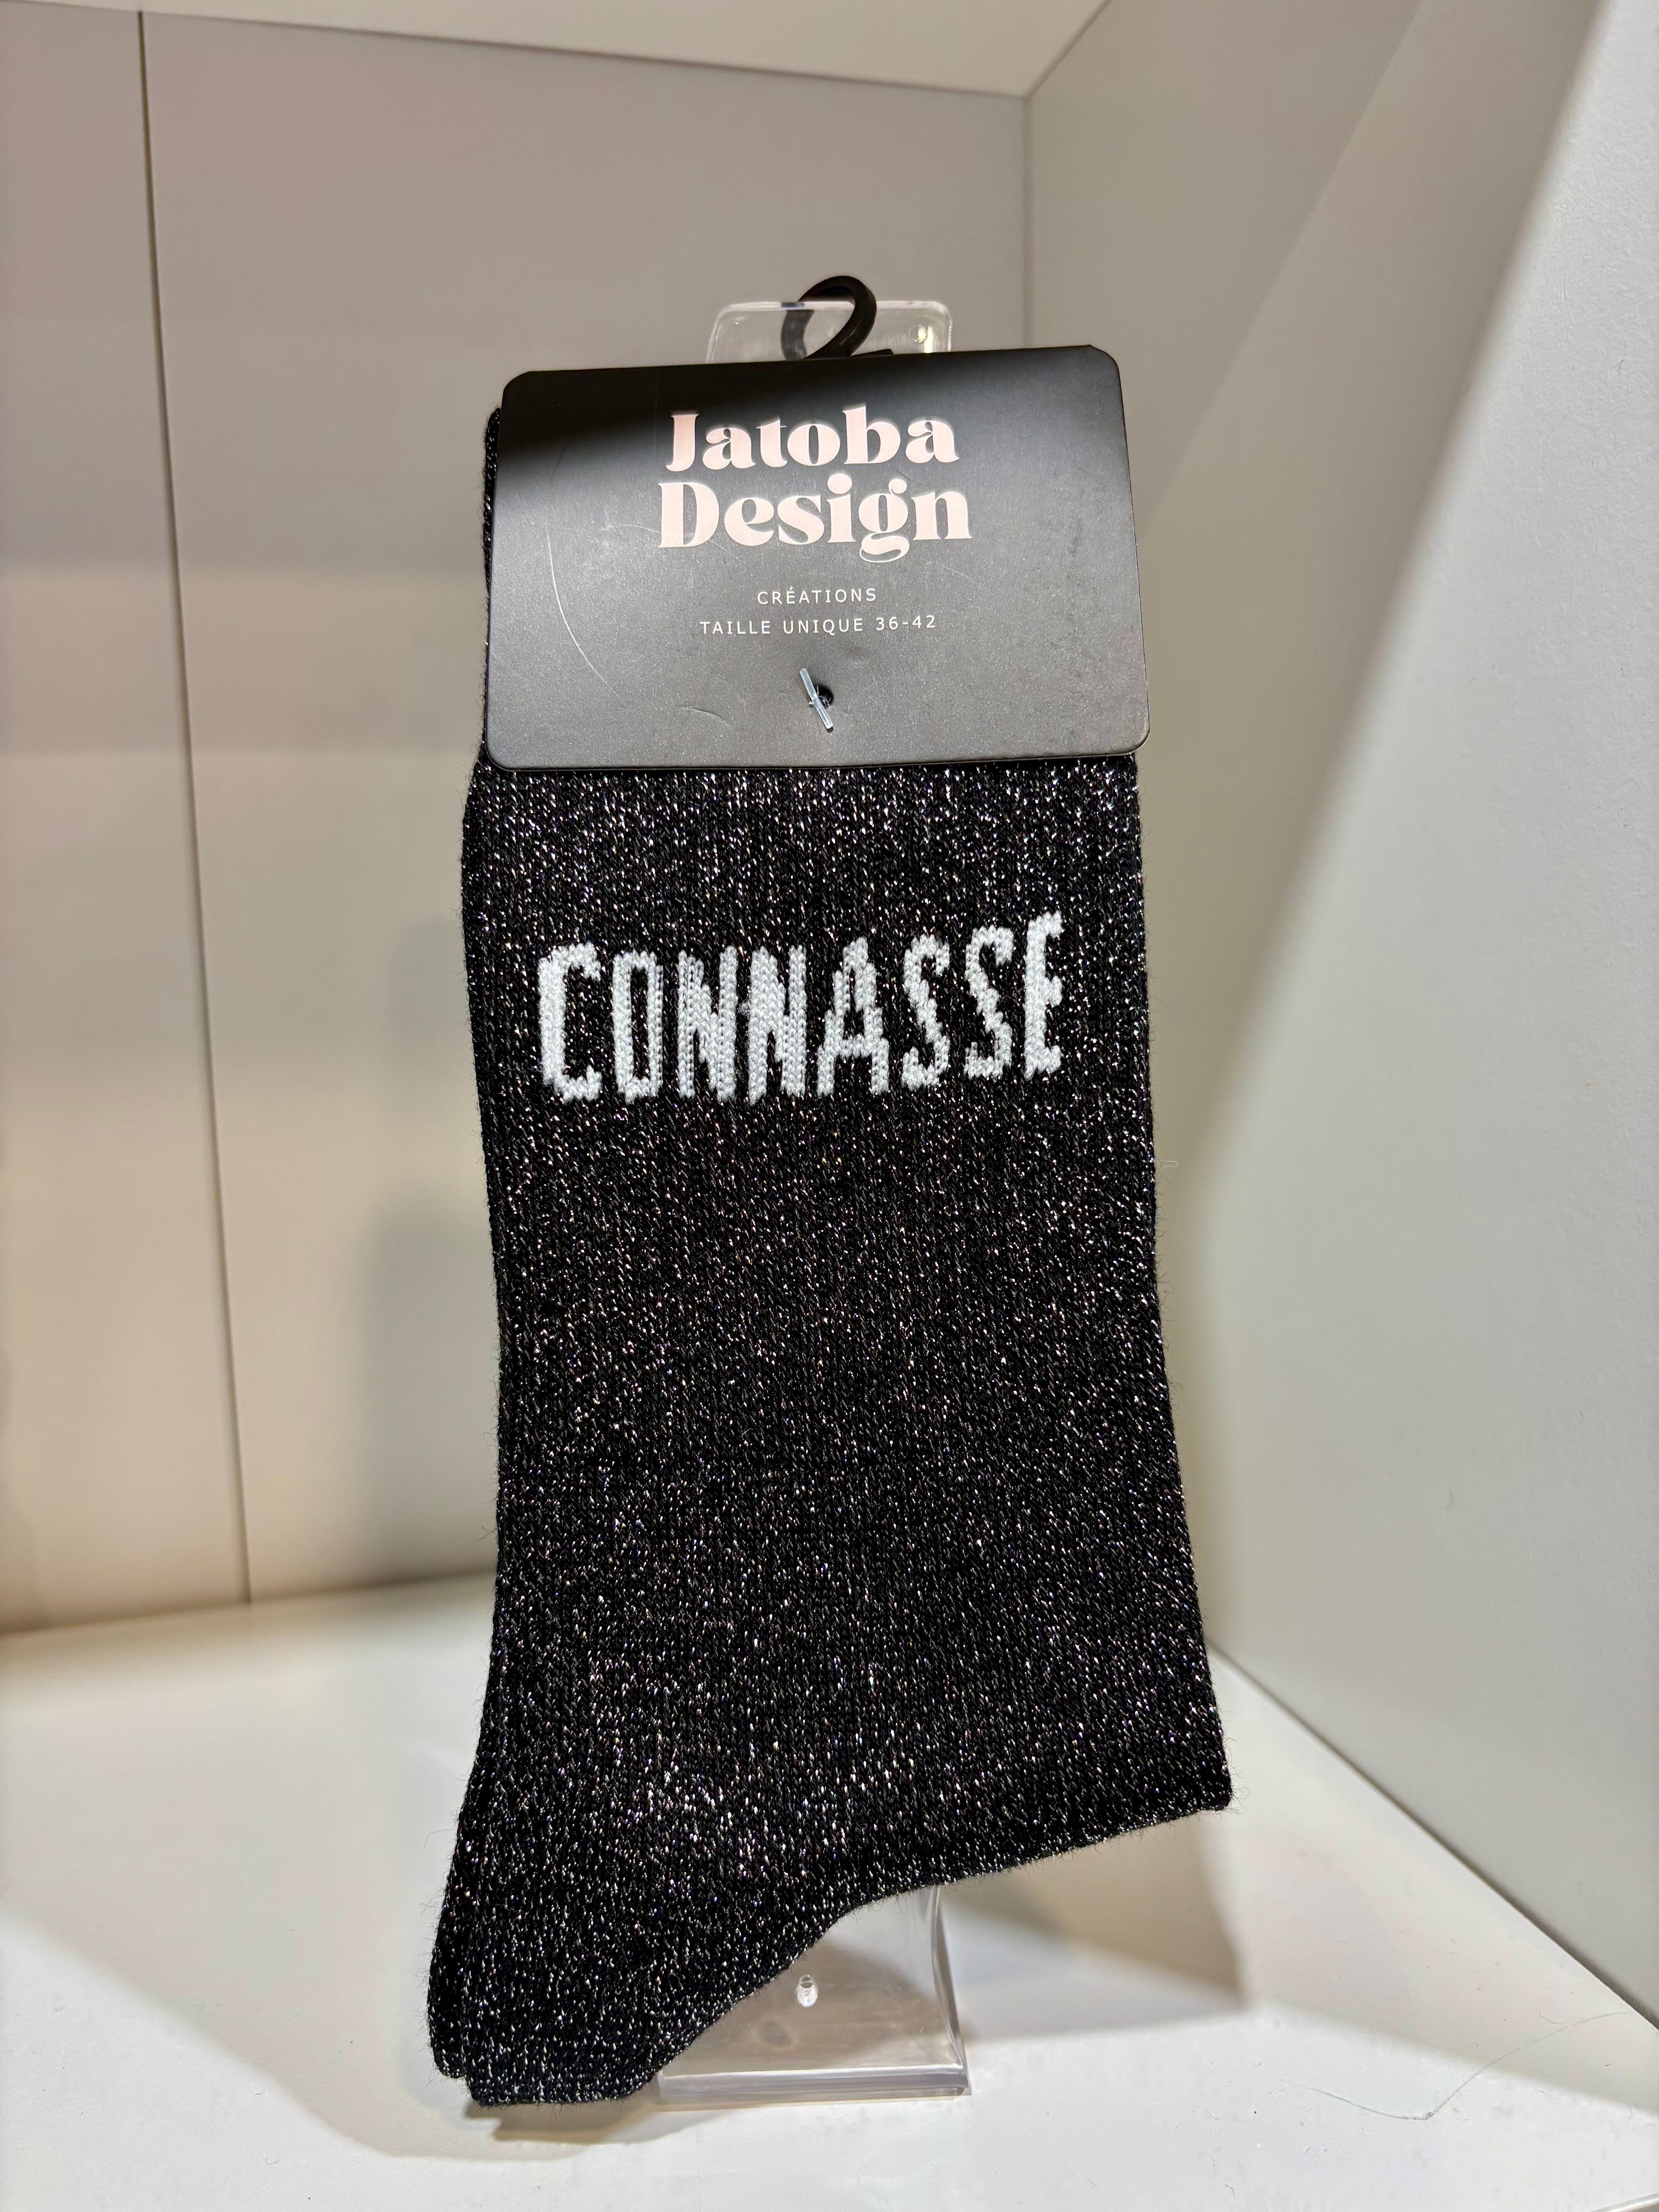 Jatoba
Design
CRÉATIONS
TAILLE UNIQUE 36-42
CONNASSE